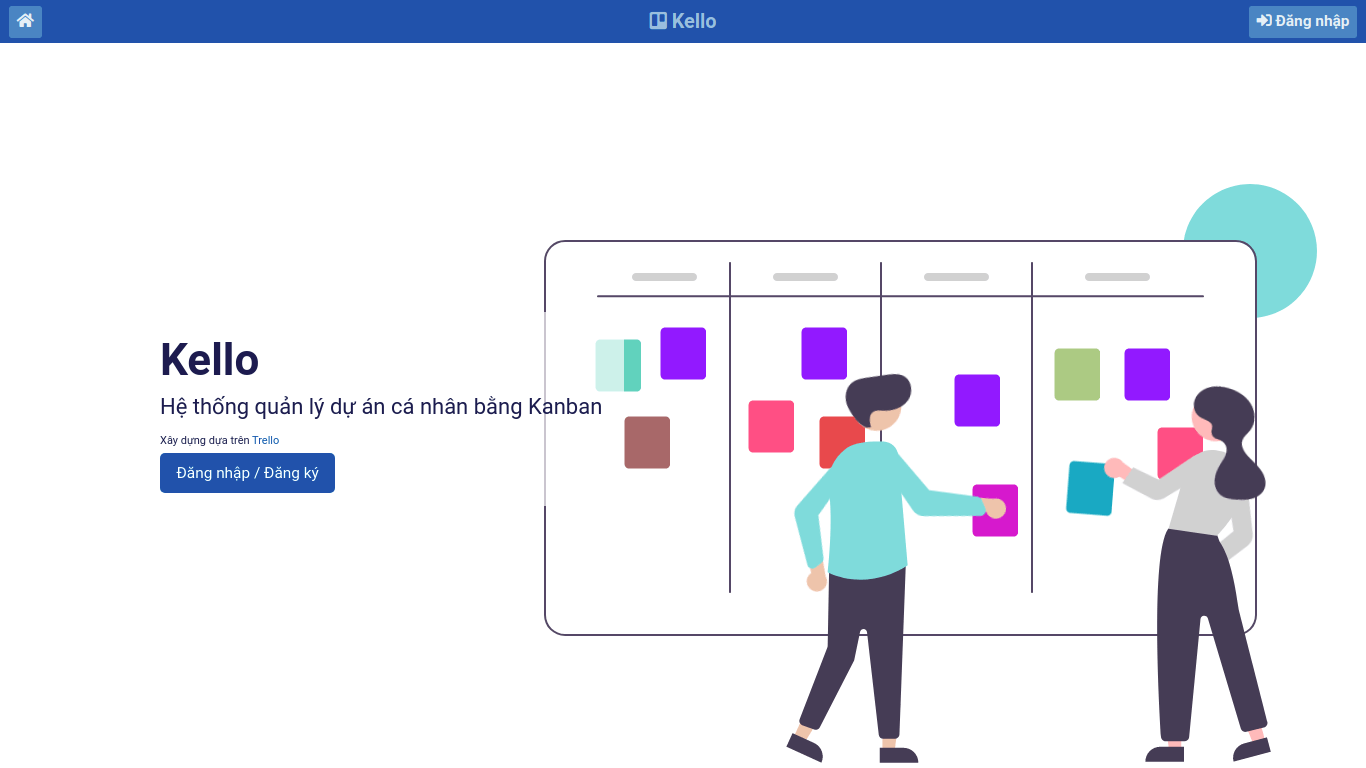 Kello
Đăng nhập
Kello
Hệ thống quản lý dự án cá nhân bằng Kanban
Xây dựng dựa trên Trello
Đăng nhập / Đăng ký